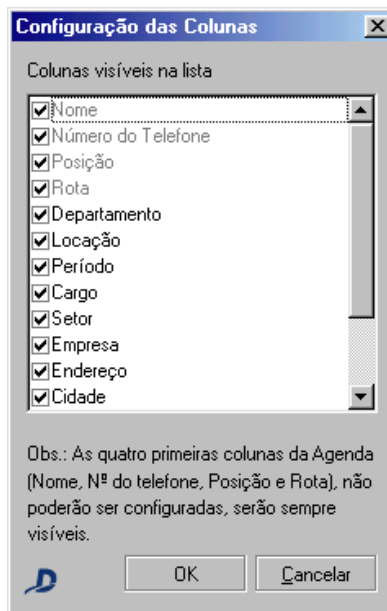 Configuração das Colunas
Colunas visíveis na lista
Nome
Número do Telefone
Posição
Rota
Departamento
Locação
Período
Cargo
Setor
Empresa
Endereço
Cidade
Obs.: As quatro primeiras colunas da Agenda
(Nome, Nº do telefone, Posição e Rota), não
poderão ser configuradas, serão sempre
visíveis.
OK
Cancelar